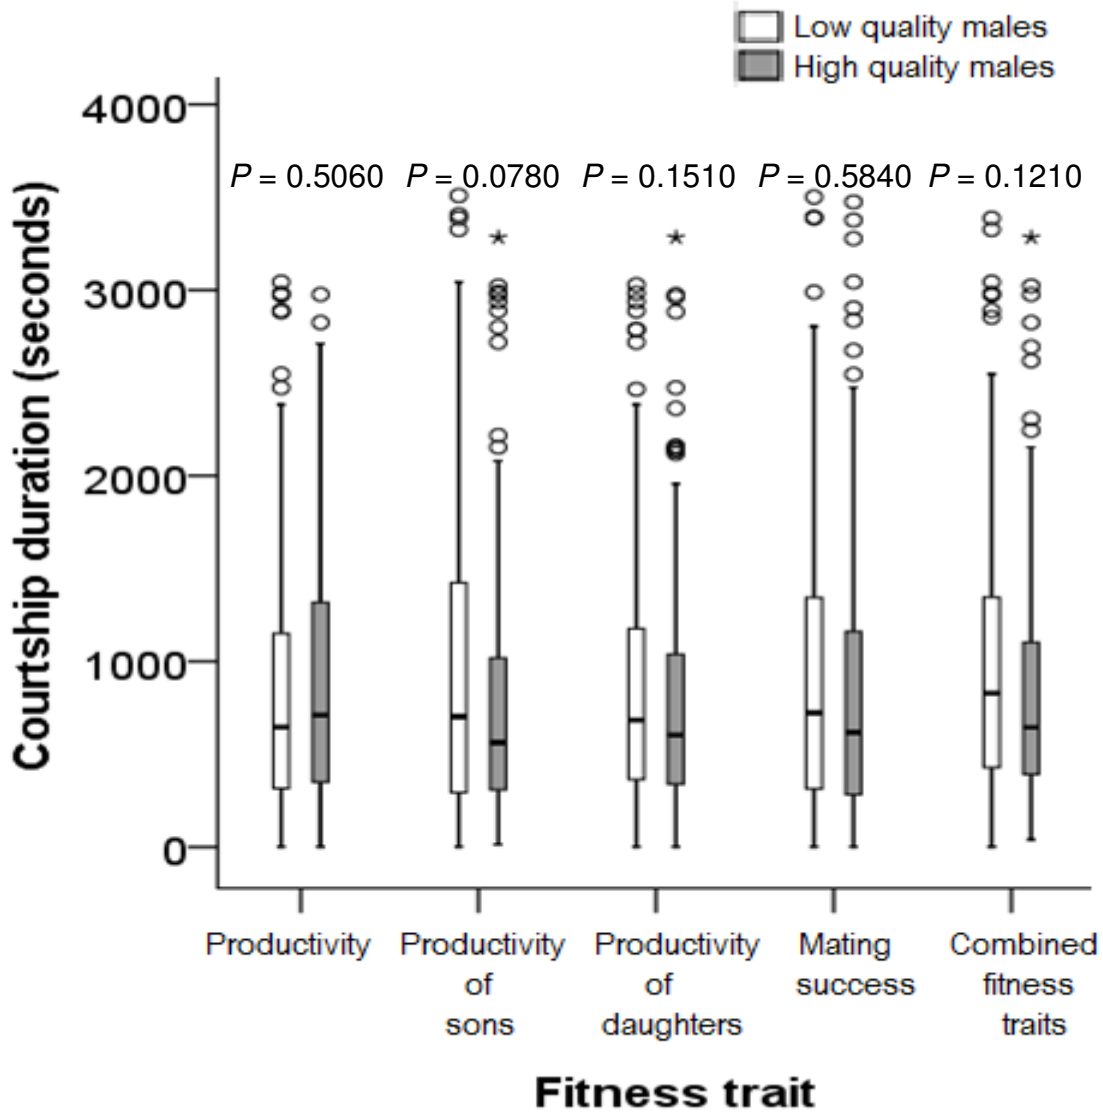 Low quality males
High quality males
4000
P = 0.5060 P = 0.0780 P = 0.1510 P = 0.5840 P = 0.1210
3000
2000
1000
0
Courtship duration (seconds)
Productivity
Productivity
of
sons
Productivity
of
daughters
Mating
success
Combined
fitness
traits
Fitness trait